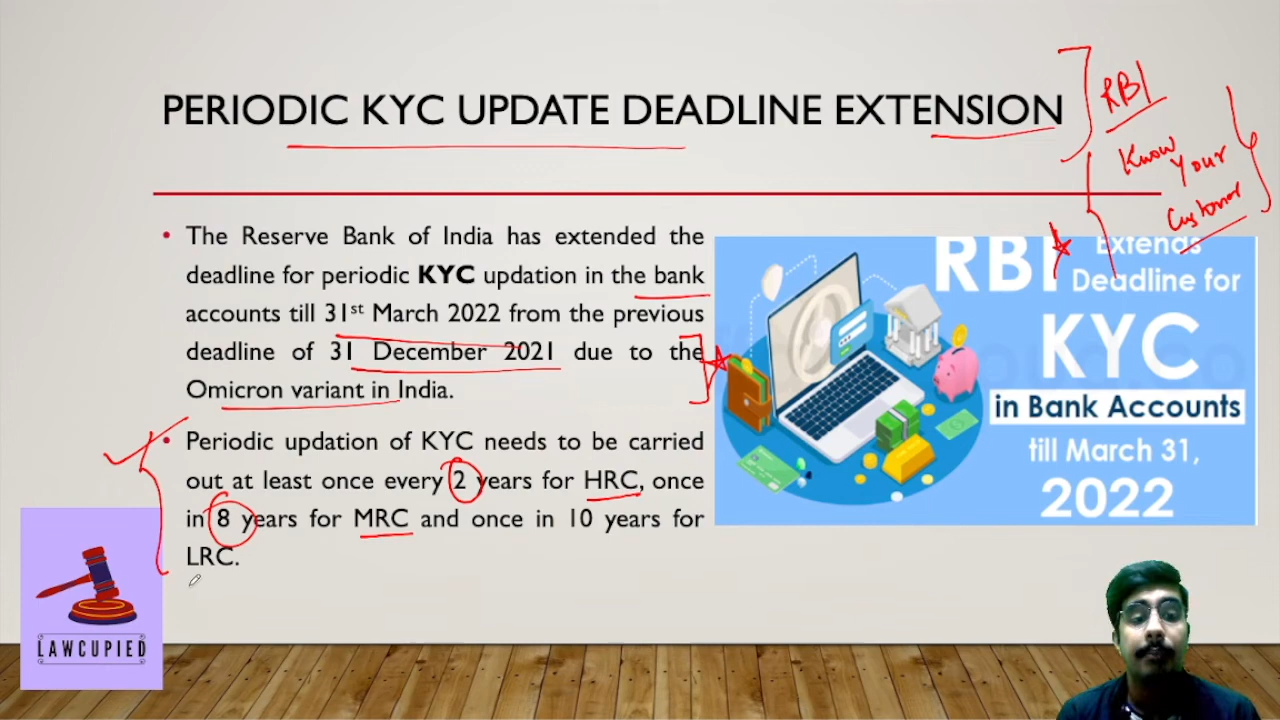 PERIODIC KYC UPDATE DEADLINE EXTENSION
RBI
Know
Your
Customer
The Reserve Bank of India has extended the
deadline for periodic KYC updation in the bank
accounts till 31st March 2022 from the previous
deadline of 31 December 2021 due to the
Omicron variant in India.
Periodic updation of KYC needs to be carried
out at least once every 2 years for HRC, once
in 8 years for MRC and once in 10 years for
LRC.
RBI Extends
Deadline for
KYC
in Bank Accounts
till March 31,
2022
LAWCUPIED